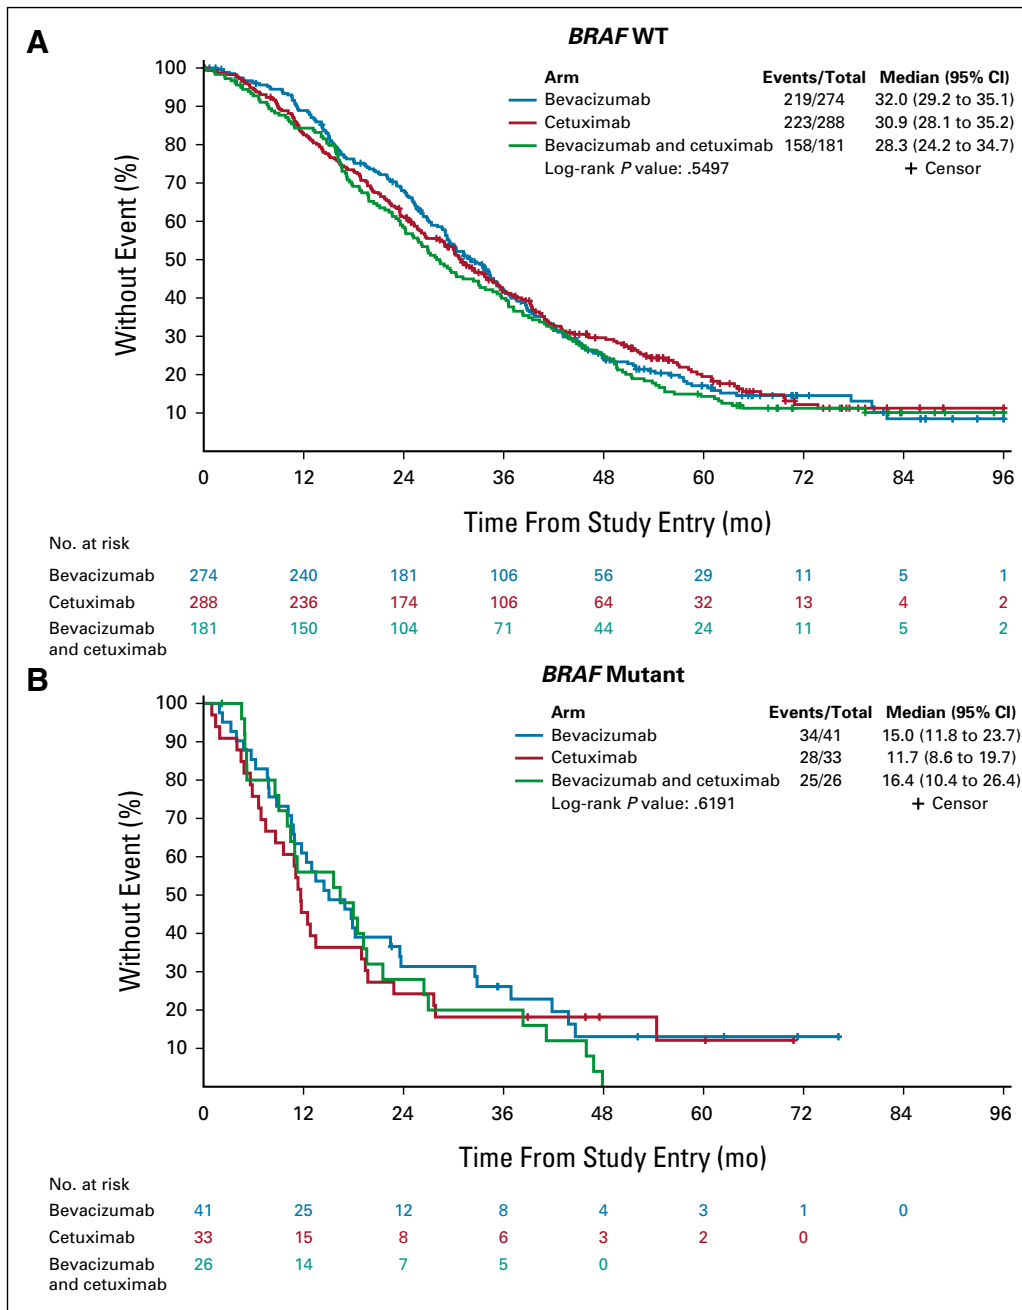 A
BRAF WT
Arm Events/Total Median (95% CI)
Bevacizumab 219/274 32.0 (29.2 to 35.1)
Cetuximab 223/288 30.9 (28.1 to 35.2)
Bevacizumab and cetuximab 158/181 28.3 (24.2 to 34.7)
Log-rank P value: .5497 + Censor
Without Event (%)
100
90
80
70
60
50
40
30
20
10
0 12 24 36 48 60 72 84 96
Time From Study Entry (mo)
No. at risk
Bevacizumab 274 240 181 106 56 29 11 5 1
Cetuximab 288 236 174 106 64 32 13 4 2
Bevacizumab 181 150 104 71 44 24 11 5 2
and cetuximab
B
BRAF Mutant
Arm Events/Total Median (95% CI)
Bevacizumab 34/41 15.0 (11.8 to 23.7)
Cetuximab 28/33 11.7 (8.6 to 19.7)
Bevacizumab and cetuximab 25/26 16.4 (10.4 to 26.4)
Log-rank P value: .6191 + Censor
Without Event (%)
100
90
80
70
60
50
40
30
20
10
0 12 24 36 48 60 72 84 96
Time From Study Entry (mo)
No. at risk
Bevacizumab 41 25 12 8 4 3 1 0
Cetuximab 33 15 8 6 3 2 0
Bevacizumab 26 14 7 5 0
and cetuximab